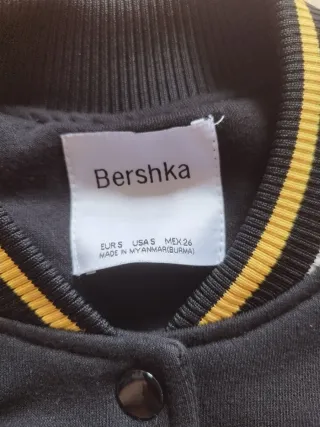 Bershka
EUR S USA S MEX 26
MADE IN MYANMAR(BURMA)